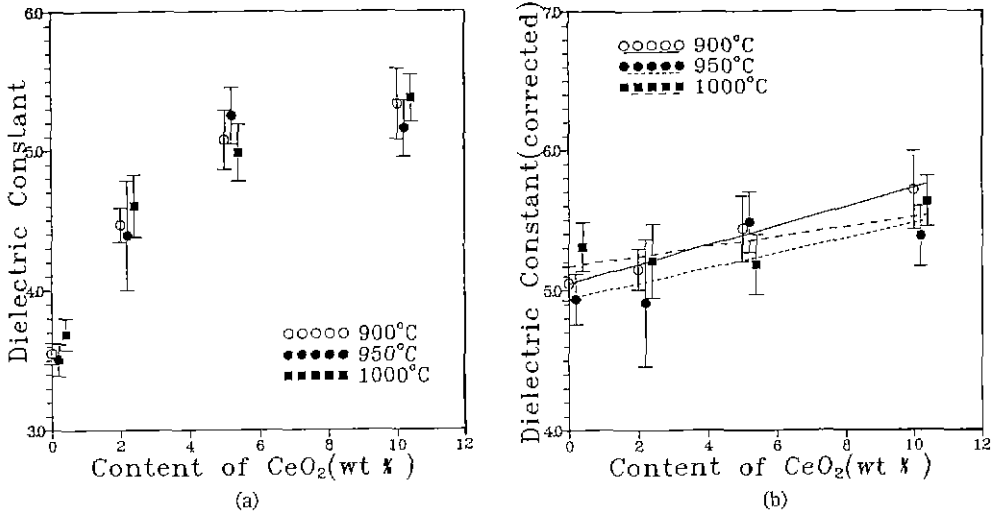 6.0
5.0
4.0
3.0
Dielectric Constant
900°C
950°C
1000°C
0 2 4 6 8 10 12
Content of CeO₂(wt %)
(a)
7.0
6.0
5.0
4.0
Dielectric Constant(corrected)
900°C
950°C
1000°C
0 2 4 6 8 10 12
Content of CeO₂(wt %)
(b)